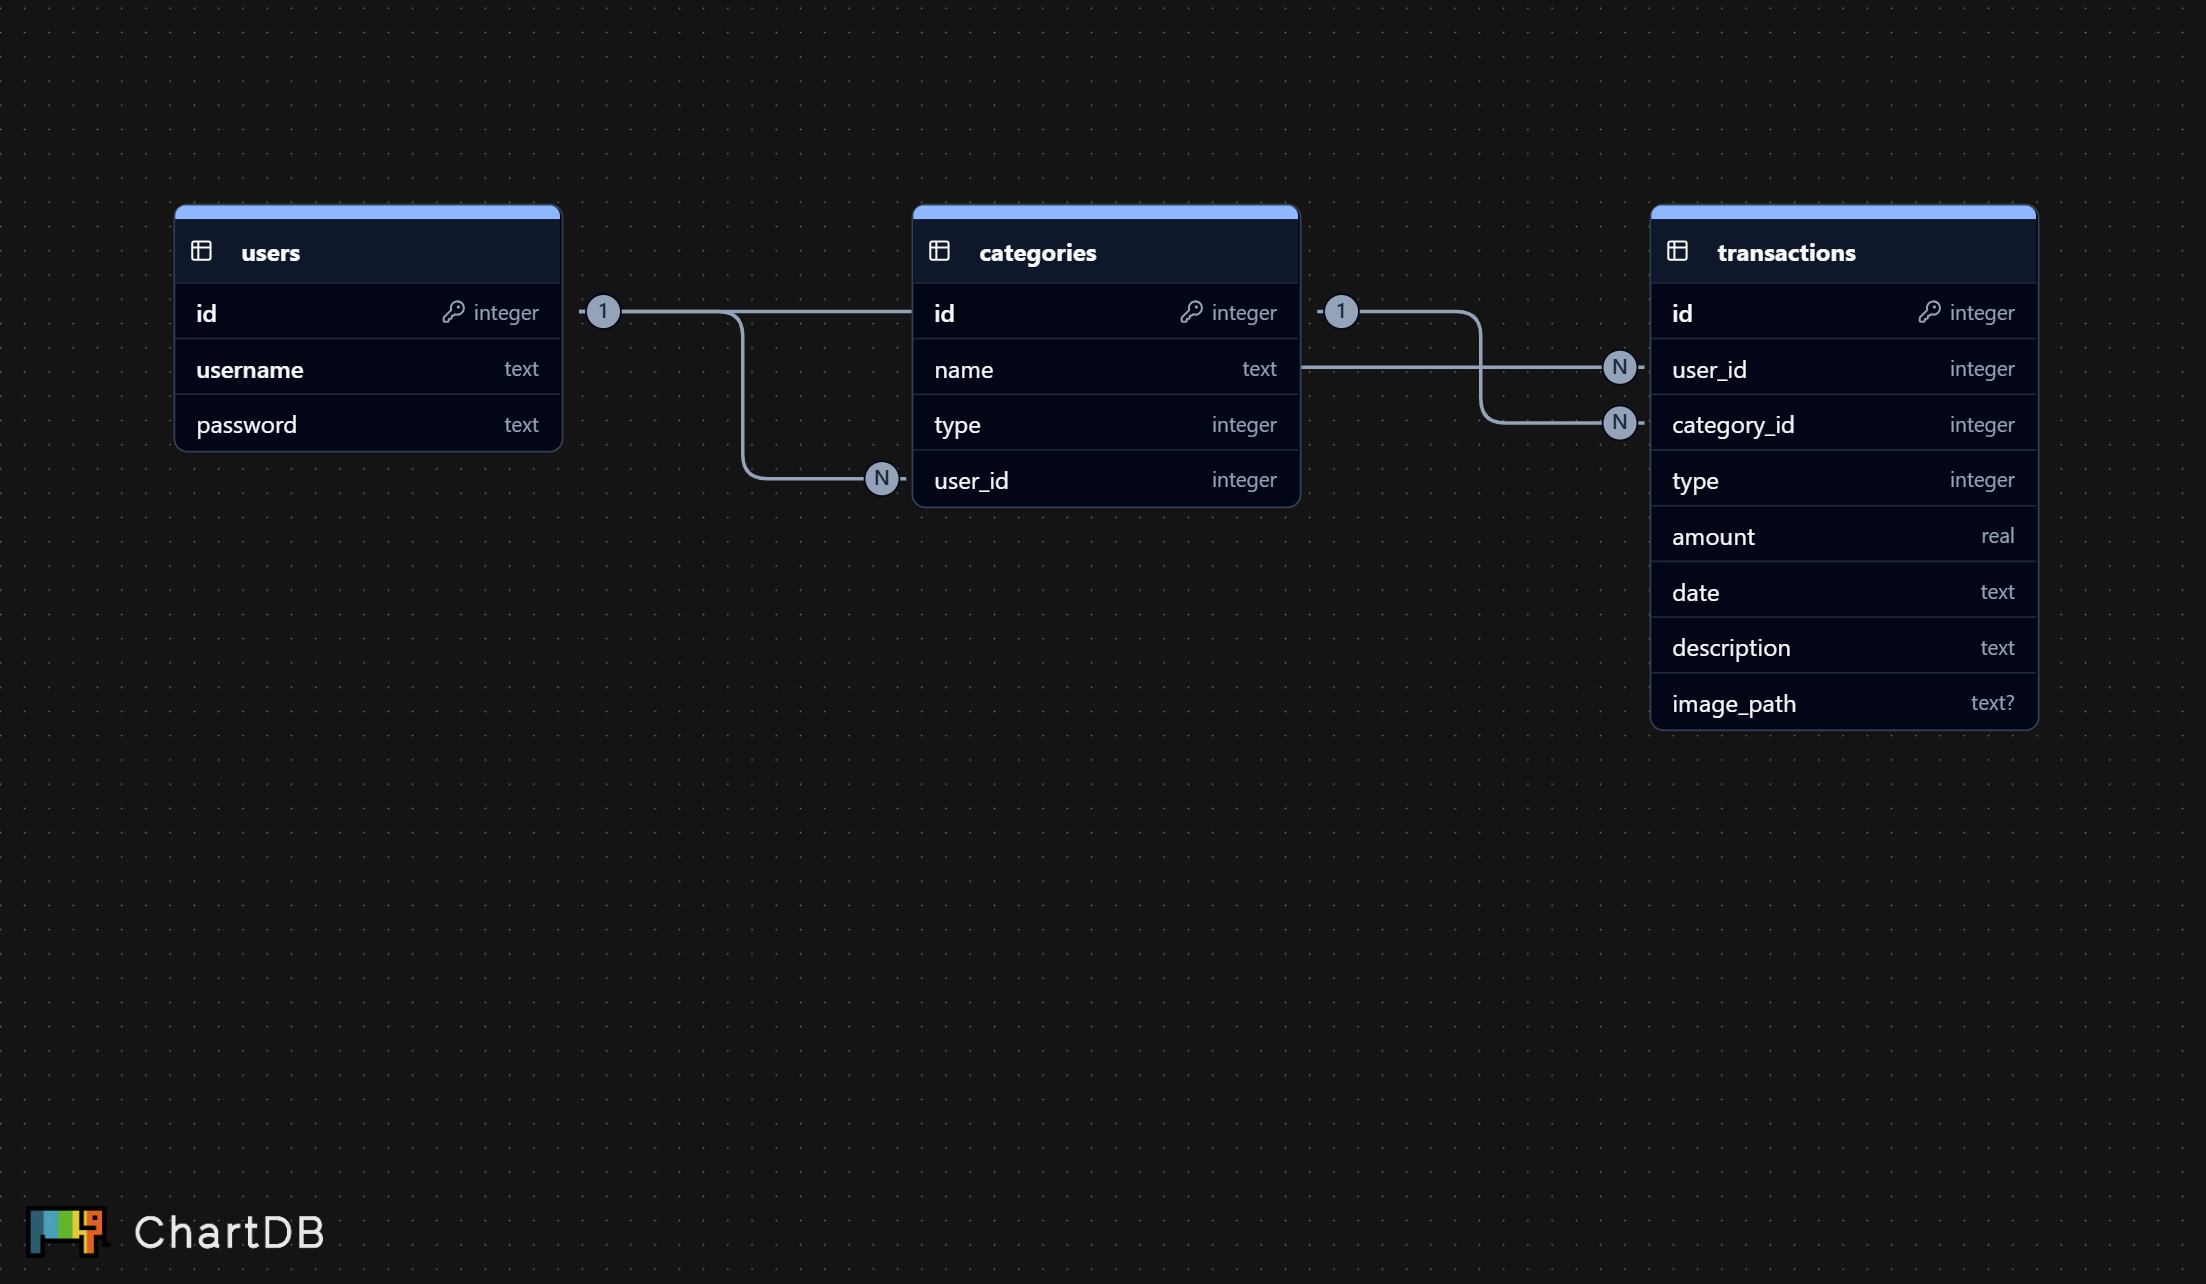 users
id integer
username text
password text
1
N
categories
id integer
name text
type integer
user_id integer
1
N
N
transactions
id integer
user_id integer
category_id integer
type integer
amount real
date text
description text
image_path text?
ChartDB